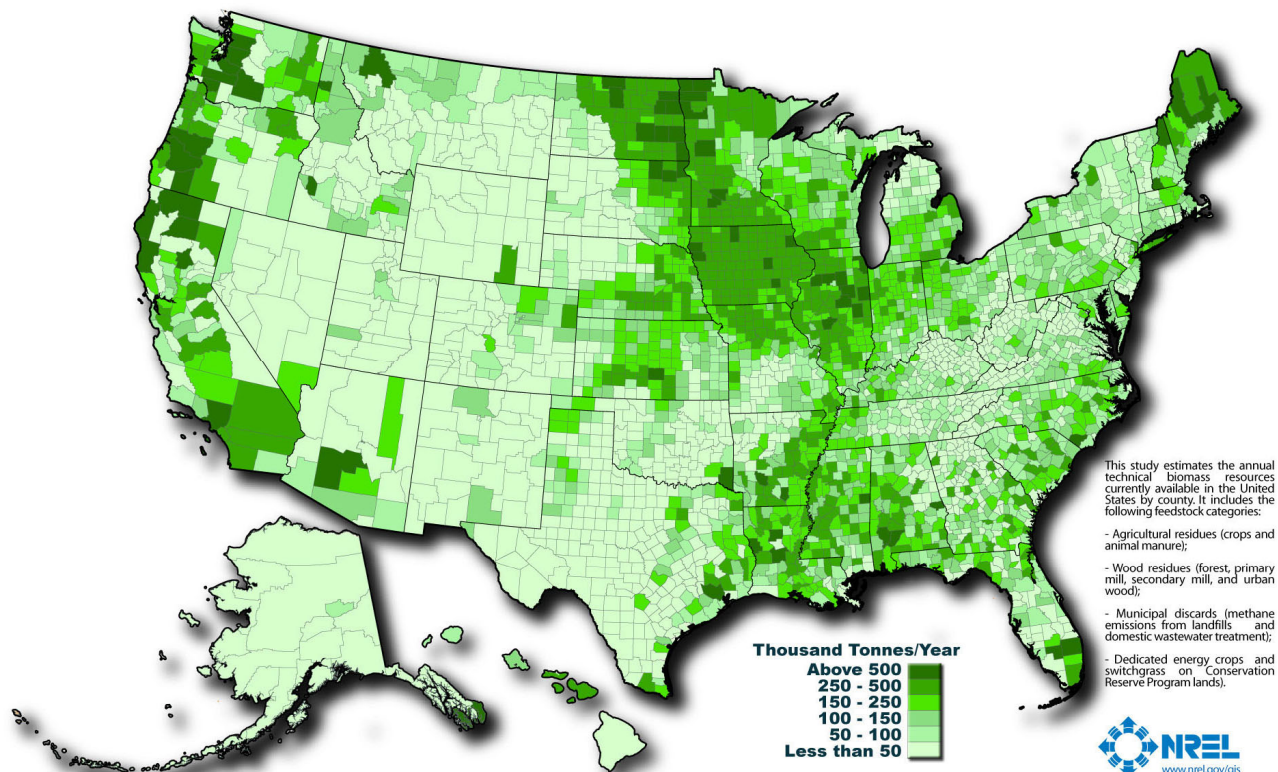 This study estimates the annual
technical biomass resources
currently available in the United
States by county. It includes the
following feedstock categories:
- Agricultural residues (crops and
animal manure);
- Wood residues (forest, primary
mill, secondary mill, and urban
wood);
- Municipal discards (methane
emissions from landfills and
domestic wastewater treatment);
- Dedicated energy crops and
switchgrass on Conservation
Reserve Program lands).
Thousand Tonnes/Year
Above 500
250 - 500
150 - 250
100 - 150
50 - 100
Less than 50
NREL
www.nrel.gov/gis